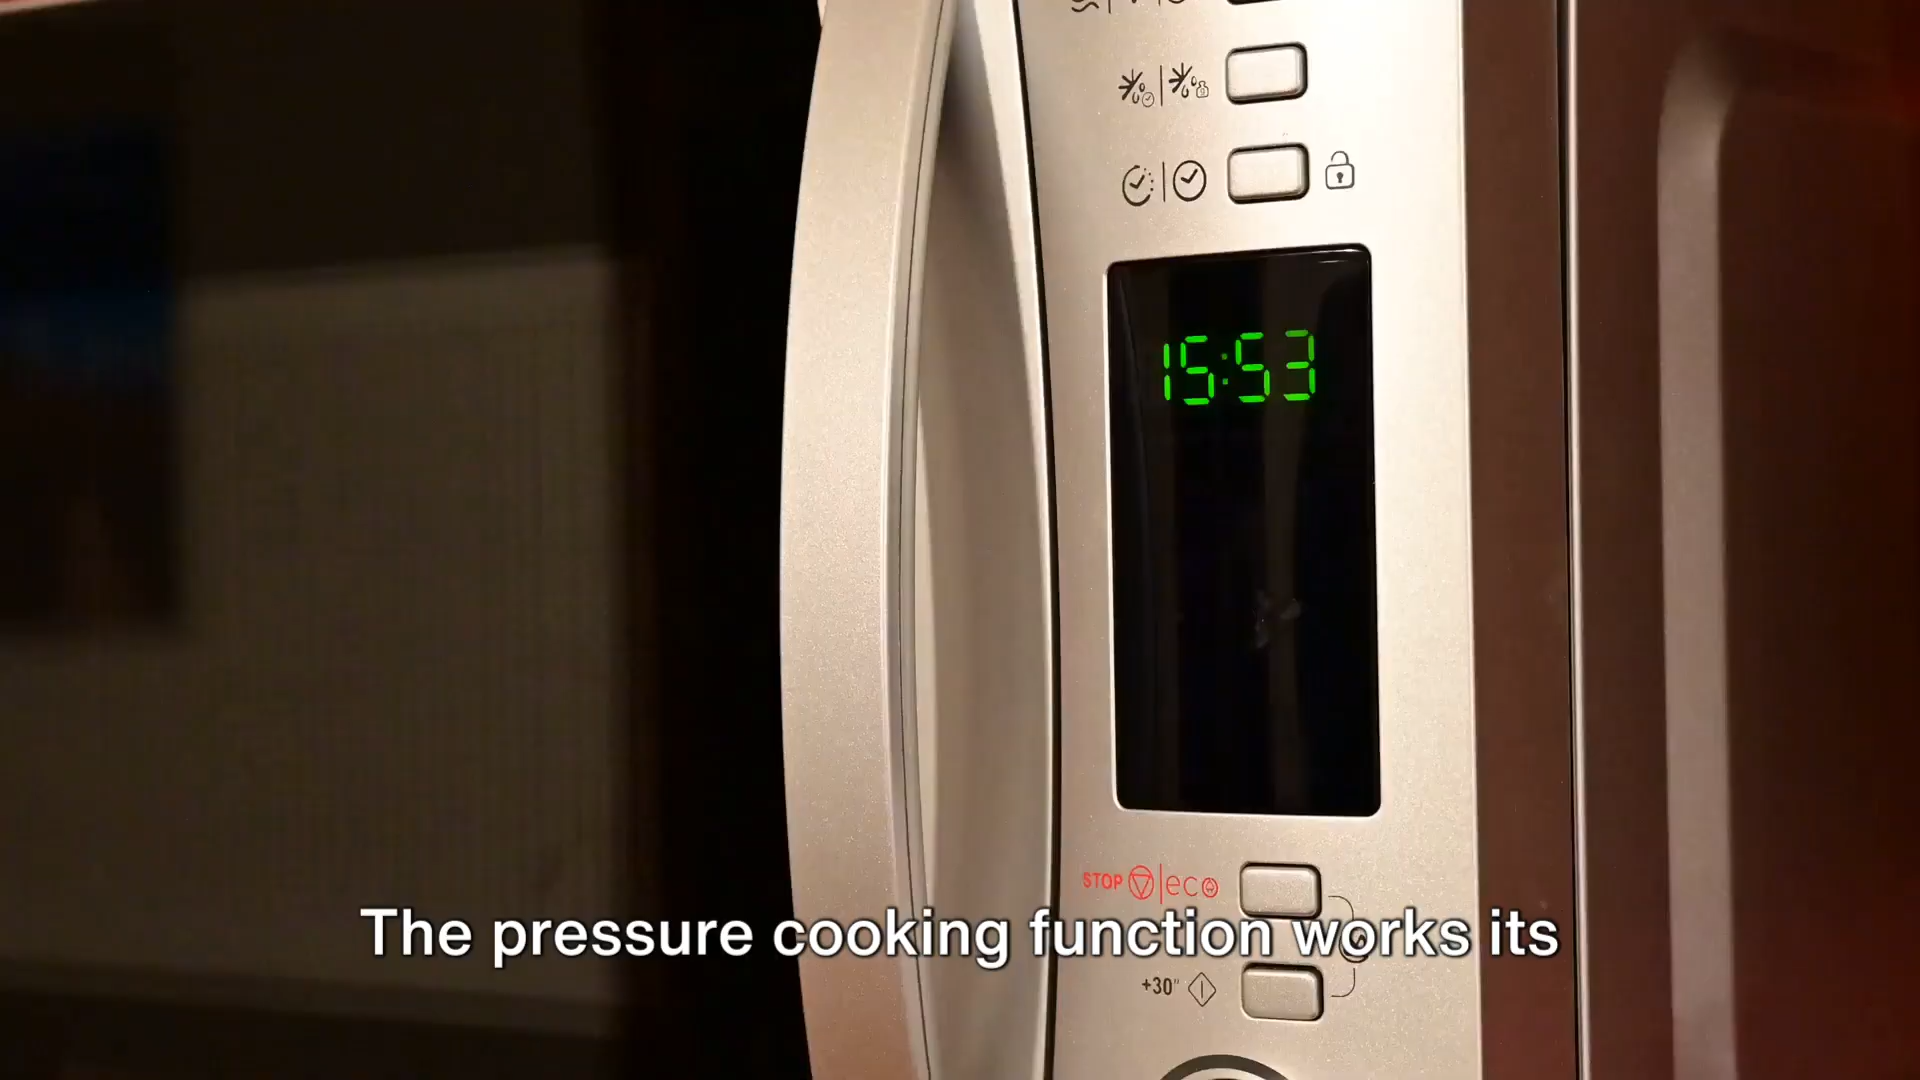 15:53
STOP eco
The pressure cooking function works its
+30"